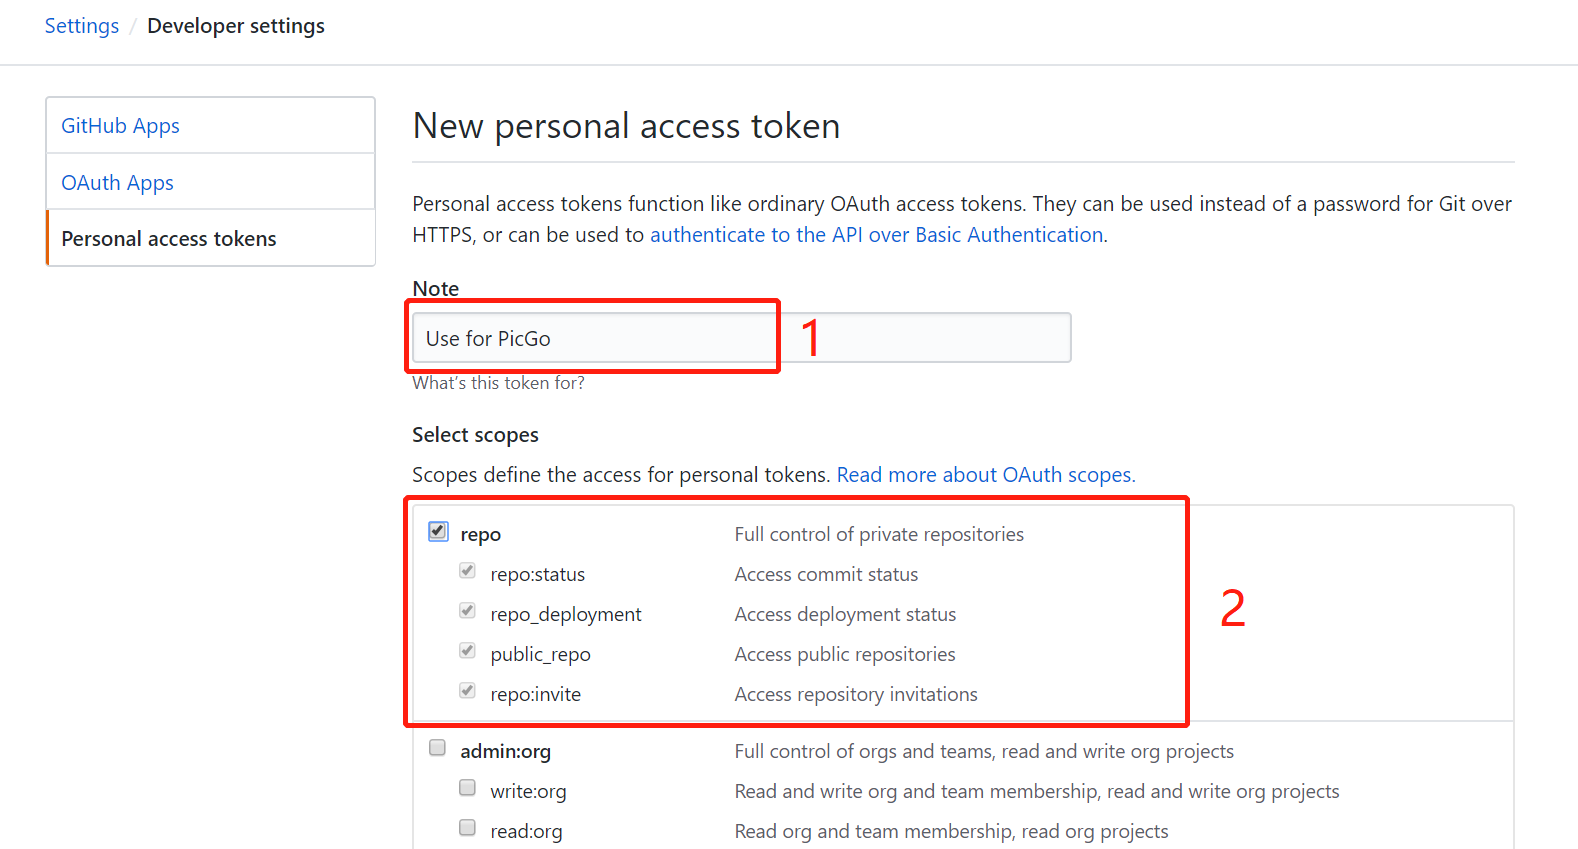 Settings / Developer settings
GitHub Apps
OAuth Apps
Personal access tokens
New personal access token
Personal access tokens function like ordinary OAuth access tokens. They can be used instead of a password for Git over
HTTPS, or can be used to authenticate to the API over Basic Authentication.
Note
Use for PicGo
1
What's this token for?
Select scopes
Scopes define the access for personal tokens. Read more about OAuth scopes.
repo Full control of private repositories
repo:status Access commit status
repo_deployment Access deployment status
2
public_repo Access public repositories
repo:invite Access repository invitations
admin:org Full control of orgs and teams, read and write org projects
write:org Read and write org and team membership, read and write org projects
read:org Read org and team membership, read org projects